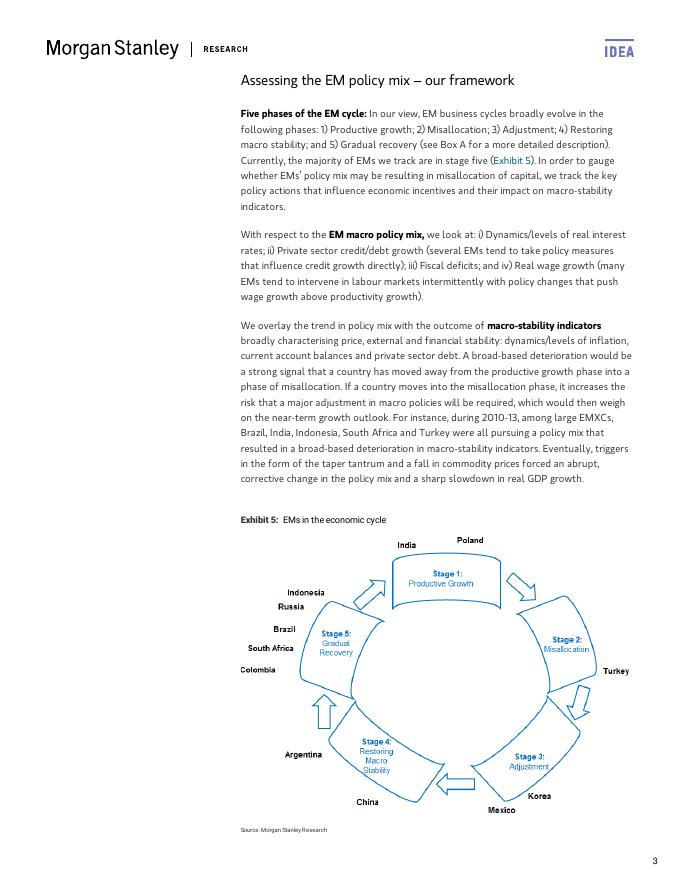 Morgan Stanley | RESEARCH
IDEA
Assessing the EM policy mix – our framework
Five phases of the EM cycle: In our view, EM business cycles broadly evolve in the
following phases: 1) Productive growth; 2) Misallocation; 3) Adjustment; 4) Restoring
macro stability; and 5) Gradual recovery (see Box A for a more detailed description).
Currently, the majority of EMs we track are in stage five (Exhibit 5). In order to gauge
whether EMs' policy mix may be resulting in misallocation of capital, we track the key
policy actions that influence economic incentives and their impact on macro-stability
indicators.
With respect to the EM macro policy mix, we look at: i) Dynamics/levels of real interest
rates; ii) Private sector credit/debt growth (several EMs tend to take policy measures
that influence credit growth directly); iii) Fiscal deficits; and iv) Real wage growth (many
EMs tend to intervene in labour markets intermittently with policy changes that push
wage growth above productivity growth).
We overlay the trend in policy mix with the outcome of macro-stability indicators
broadly characterising price, external and financial stability: dynamics/levels of inflation,
current account balances and private sector debt. A broad-based deterioration would be
a strong signal that a country has moved away from the productive growth phase into a
phase of misallocation. If a country moves into the misallocation phase, it increases the
risk that a major adjustment in macro policies will be required, which would then weigh
on the near-term growth outlook. For instance, during 2010-13, among large EMXCs,
Brazil, India, Indonesia, South Africa and Turkey were all pursuing a policy mix that
resulted in a broad-based deterioration in macro-stability indicators. Eventually, triggers
in the form of the taper tantrum and a fall in commodity prices forced an abrupt,
corrective change in the policy mix and a sharp slowdown in real GDP growth.
Exhibit 5: EMs in the economic cycle
India
Poland
Stage 1:
Productive Growth
Indonesia
Russia
Brazil
South Africa
Colombia
Stage 5:
Gradual
Recovery
Stage 2:
Misallocation
Turkey
Stage 4:
Restoring
Macro
Stability
Stage 3:
Adjustment
Argentina
China
Korea
Mexico
Source: Morgan Stanley Research
3